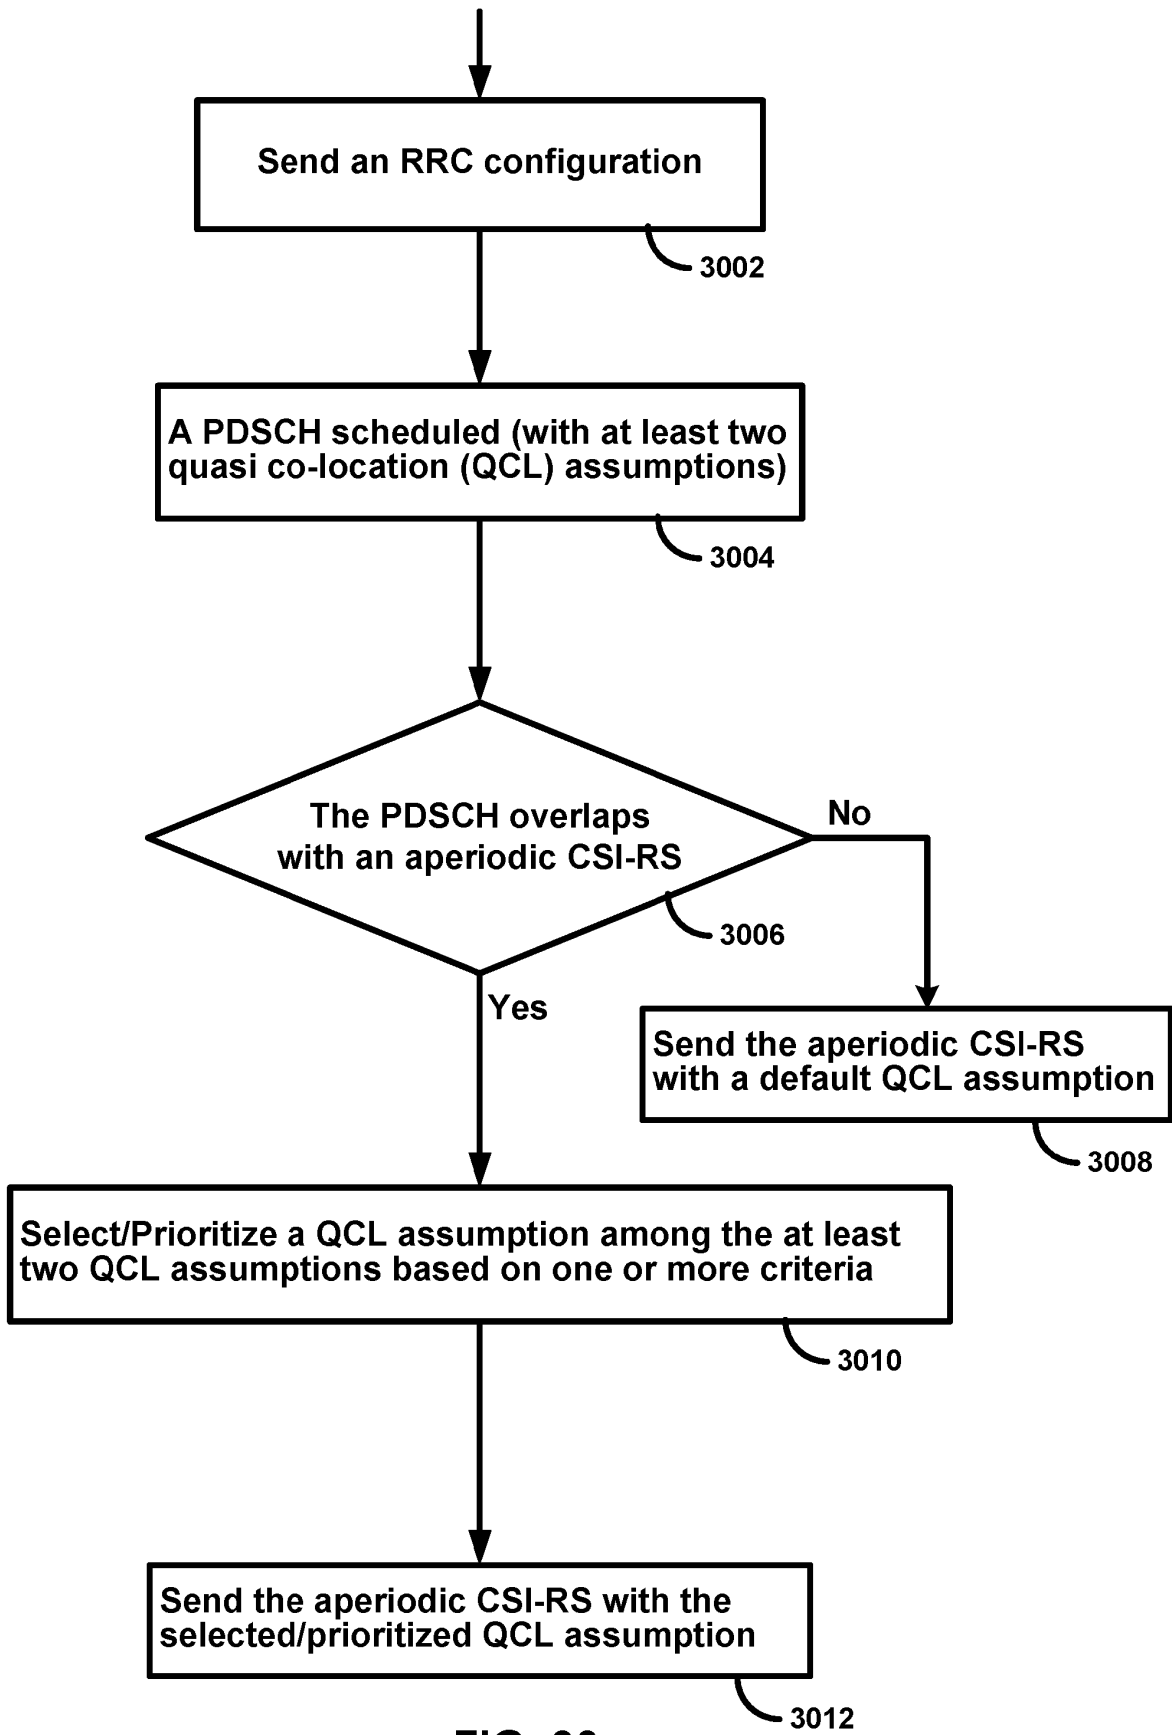 Send an RRC configuration
3002
A PDSCH scheduled (with at least two
quasi co-location (QCL) assumptions)
3004
The PDSCH overlaps
with an aperiodic CSI-RS
No
3006
Yes
Send the aperiodic CSI-RS
with a default QCL assumption
3008
Select/Prioritize a QCL assumption among the at least
two QCL assumptions based on one or more criteria
3010
Send the aperiodic CSI-RS with the
selected/prioritized QCL assumption
3012